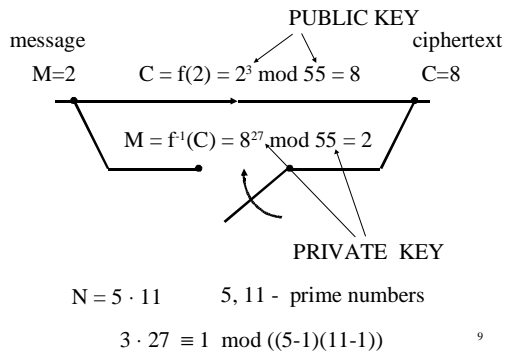 PUBLIC KEY
message
ciphertext
M=2
C = f(2) = 2³ mod 55 = 8
C=8
M = f⁻¹(C) = 8²⁷ mod 55 = 2
PRIVATE KEY
N = 5 · 11
5, 11 - prime numbers
3 · 27 ≡ 1 mod ((5-1)(11-1))
9